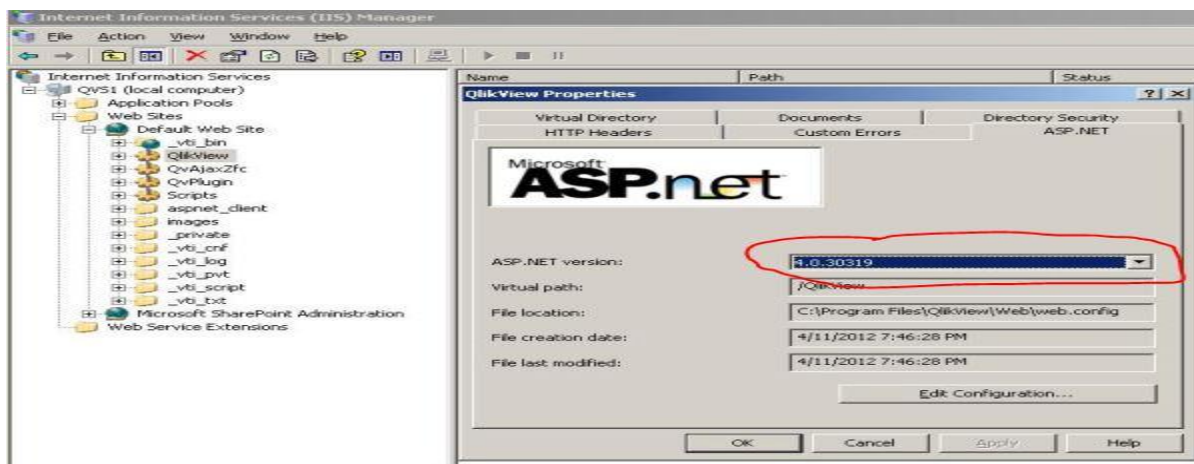 Internet Information Services (IIS) Manager
File Action View Window Help
Internet Information Services
QVS1 (local computer)
Application Pools
Web Sites
Default Web Site
_vti_bin
QlikView
QvAjaxZfc
QvPlugin
Scripts
aspnet_client
images
_private
_vti_cnf
_vti_log
_vti_pvt
_vti_script
_vti_txt
Microsoft SharePoint Administration
Web Service Extensions
Name Path Status
QlikView Properties
Virtual Directory Documents Directory Security
HTTP Headers Custom Errors ASP.NET
Microsoft
ASP.net
ASP.NET version: 4.0.30319
Virtual path: /QlikView
File location: C:\Program Files\QlikView\Web\web.config
File creation date: 4/11/2012 7:46:28 PM
File last modified: 4/11/2012 7:46:28 PM
Edit Configuration...
OK Cancel Apply Help